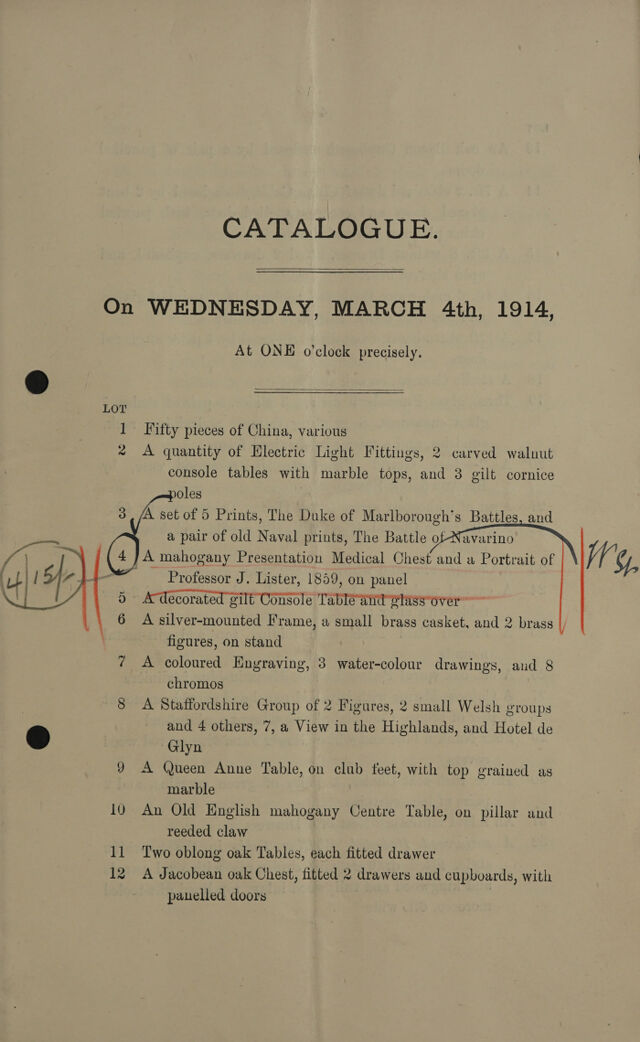 CATALOGUE.
On WEDNESDAY, MARCH 4th, 1914,
At ONE o'clock precisely.
LOT
1 Fifty pieces of China, various
2 A quantity of Electric Light Fittings, 2 carved walnut
console tables with marble tops, and 3 gilt cornice
poles
3 A set of 5 Prints, The Duke of Marlborough's Battles, and
a pair of old Naval prints, The Battle of Navarino
4 A mahogany Presentation Medical Chest and a Portrait of
4/15/- Professor J. Lister, 1859, on panel
5 A decorated gilt Console Table and glass over
6 A silver-mounted Frame, a small brass casket, and 2 brass
figures, on stand
7 A coloured Engraving, 3 water-colour drawings, and 8
chromos
8 A Staffordshire Group of 2 Figures, 2 small Welsh groups
and 4 others, 7, a View in the Highlands, and Hotel de
Glyn
9 A Queen Anne Table, on club feet, with top grained as
marble
10 An Old English mahogany Centre Table, on pillar and
reeded claw
11 Two oblong oak Tables, each fitted drawer
12 A Jacobean oak Chest, fitted 2 drawers and cupboards, with
panelled doors